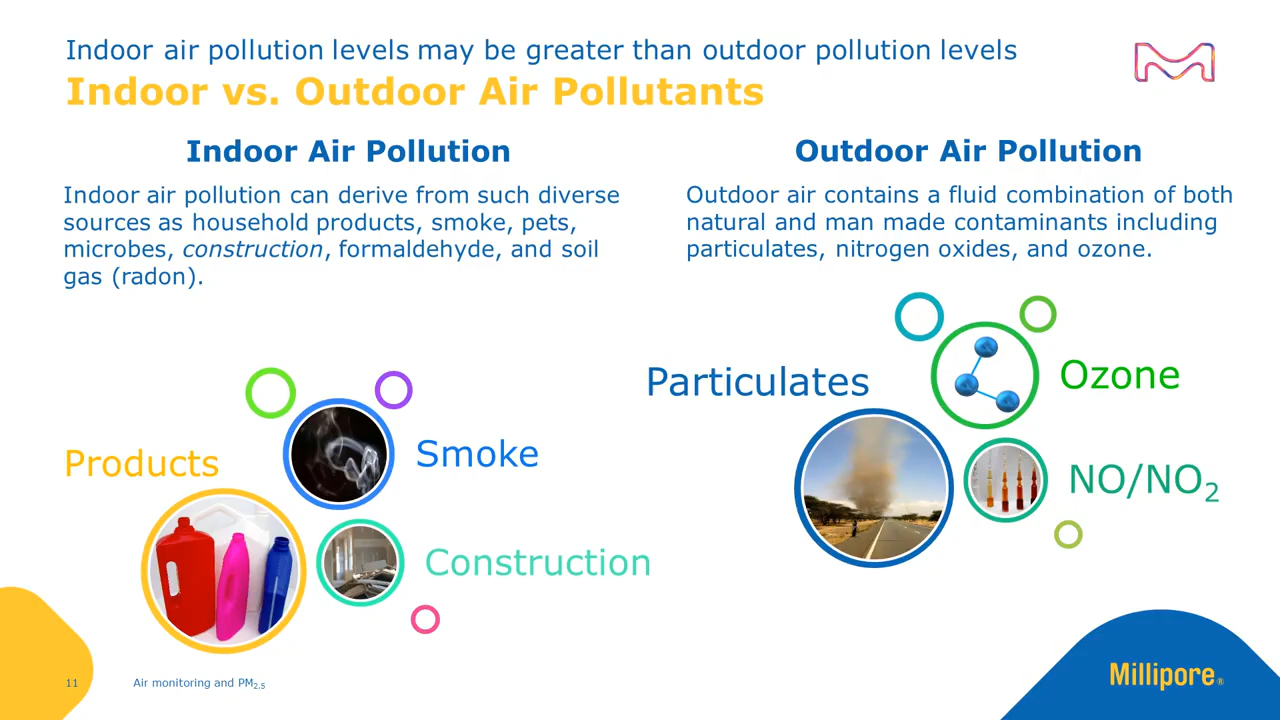 Indoor air pollution levels may be greater than outdoor pollution levels
Indoor vs. Outdoor Air Pollutants
Indoor Air Pollution
Indoor air pollution can derive from such diverse
sources as household products, smoke, pets,
microbes, construction, formaldehyde, and soil
gas (radon).
Products
Smoke
Construction
Outdoor Air Pollution
Outdoor air contains a fluid combination of both
natural and man made contaminants including
particulates, nitrogen oxides, and ozone.
Particulates
Ozone
NO/NO₂
11
Air monitoring and PM₂.₅
Millipore®